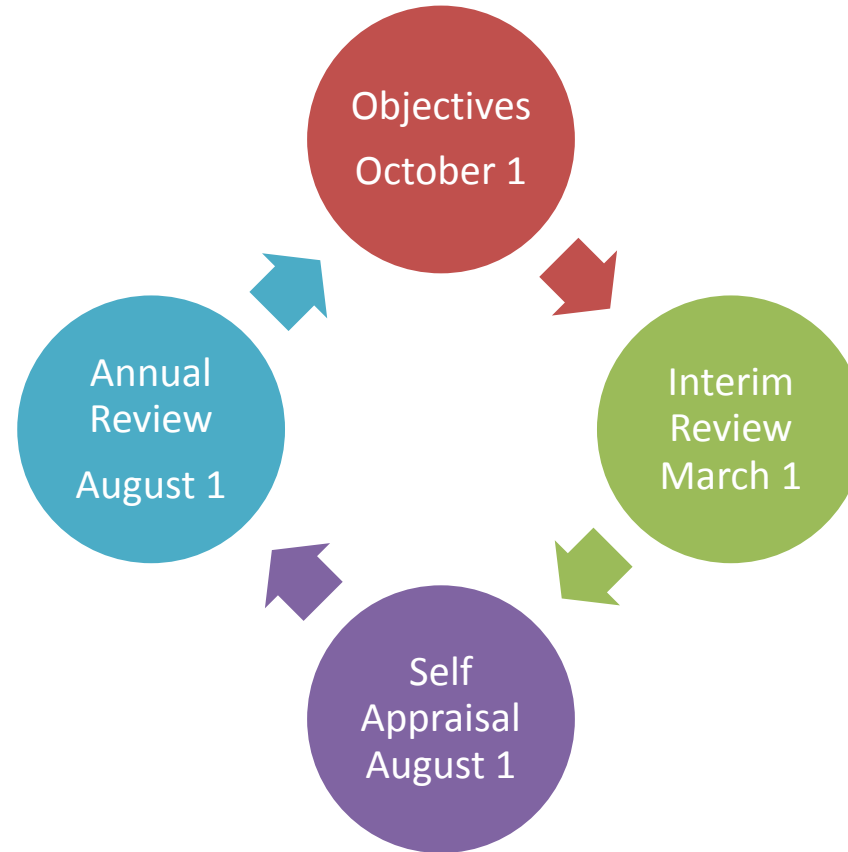 Objectives
October 1
Interim
Review
March 1
Self
Appraisal
August 1
Annual
Review
August 1